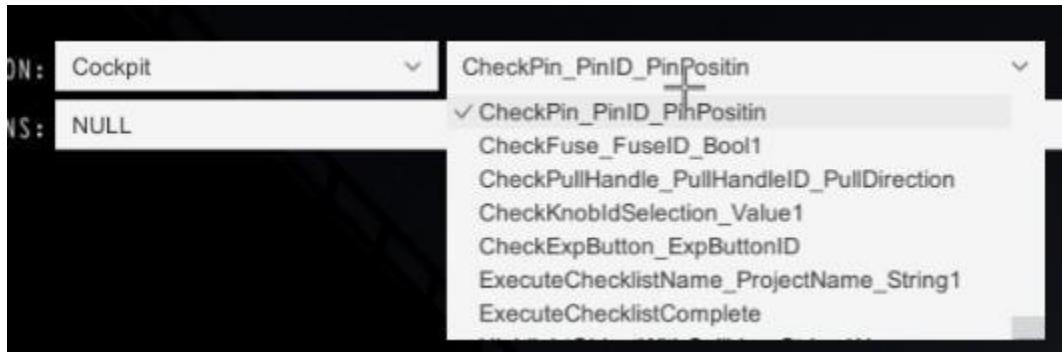 ON: Cockpit CheckPin_PinID_PinPositin
NS: NULL
CheckPin_PinID_PinPositin
CheckFuse_FuseID_Bool1
CheckPullHandle_PullHandleID_PullDirection
CheckKnobIdSelection_Value1
CheckExpButton_ExpButtonID
ExecuteChecklistName_ProjectName_String1
ExecuteChecklistComplete